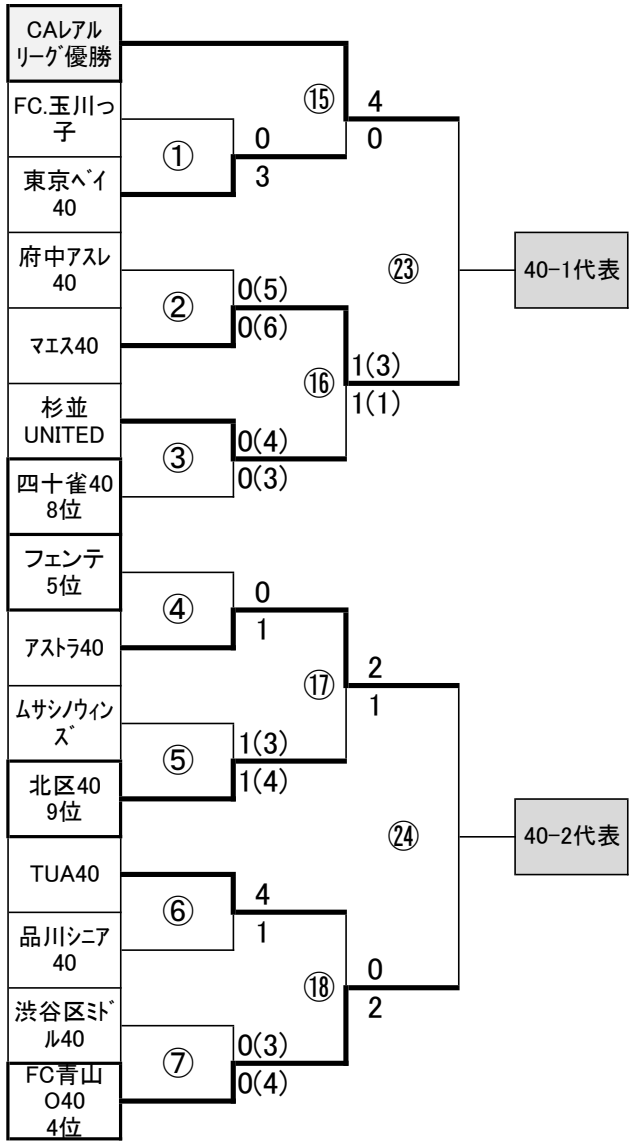 CAレアル
リーグ優勝
⑮
4
0
FC.玉川っ
子
①
0
3
東京ベイ
40
府中アスレ
40
②
0(5)
0(6)
マエス40
㉓
40-1代表
⑯
1(3)
1(1)
杉並
UNITED
③
0(4)
0(3)
四十雀40
8位
フェンテ
5位
④
0
1
アストラ40
⑰
2
1
ムサシノウィン
ズ
⑤
1(3)
1(4)
北区40
9位
㉔
40-2代表
TUA40
⑥
4
1
品川シニア
40
⑱
0
2
渋谷区ミド
ル40
⑦
0(3)
0(4)
FC青山
O40
4位